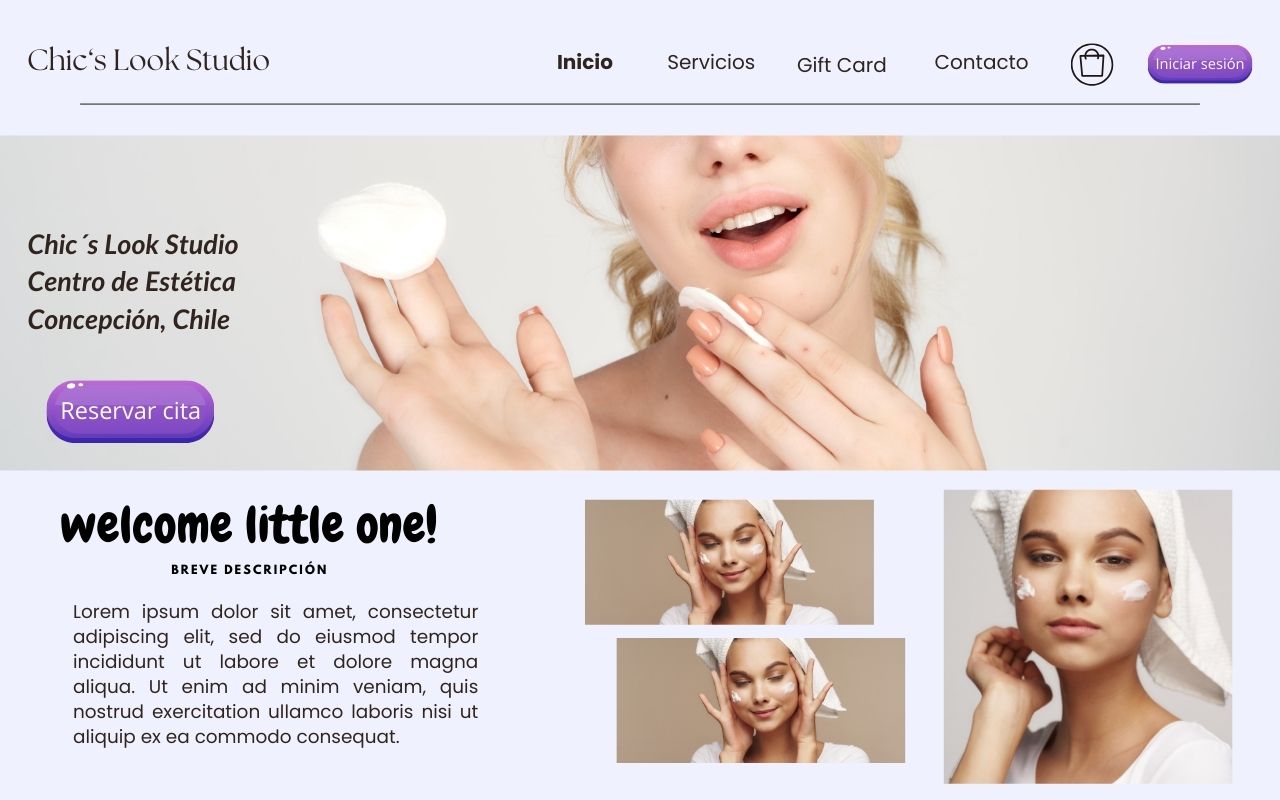 Chic‘s Look Studio
Inicio
Servicios
Gift Card
Contacto
Iniciar sesión
Chic´s Look Studio
Centro de Estética
Concepción, Chile
Reservar cita
welcome little one!
BREVE DESCRIPCIÓN
Lorem ipsum dolor sit amet, consectetur
adipiscing elit, sed do eiusmod tempor
incididunt ut labore et dolore magna
aliqua. Ut enim ad minim veniam, quis
nostrud exercitation ullamco laboris nisi ut
aliquip ex ea commodo consequat.